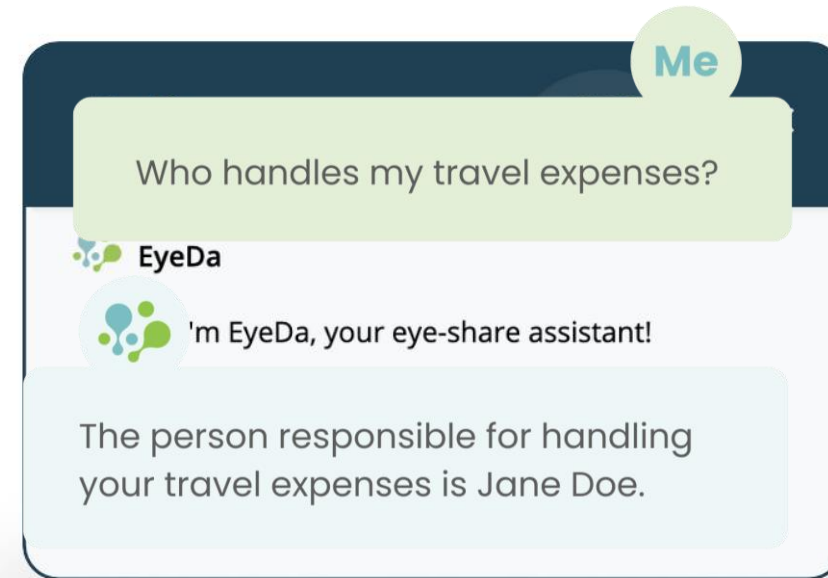 Me
Who handles my travel expenses?
EyeDa
'm EyeDa, your eye-share assistant!
The person responsible for handling
your travel expenses is Jane Doe.